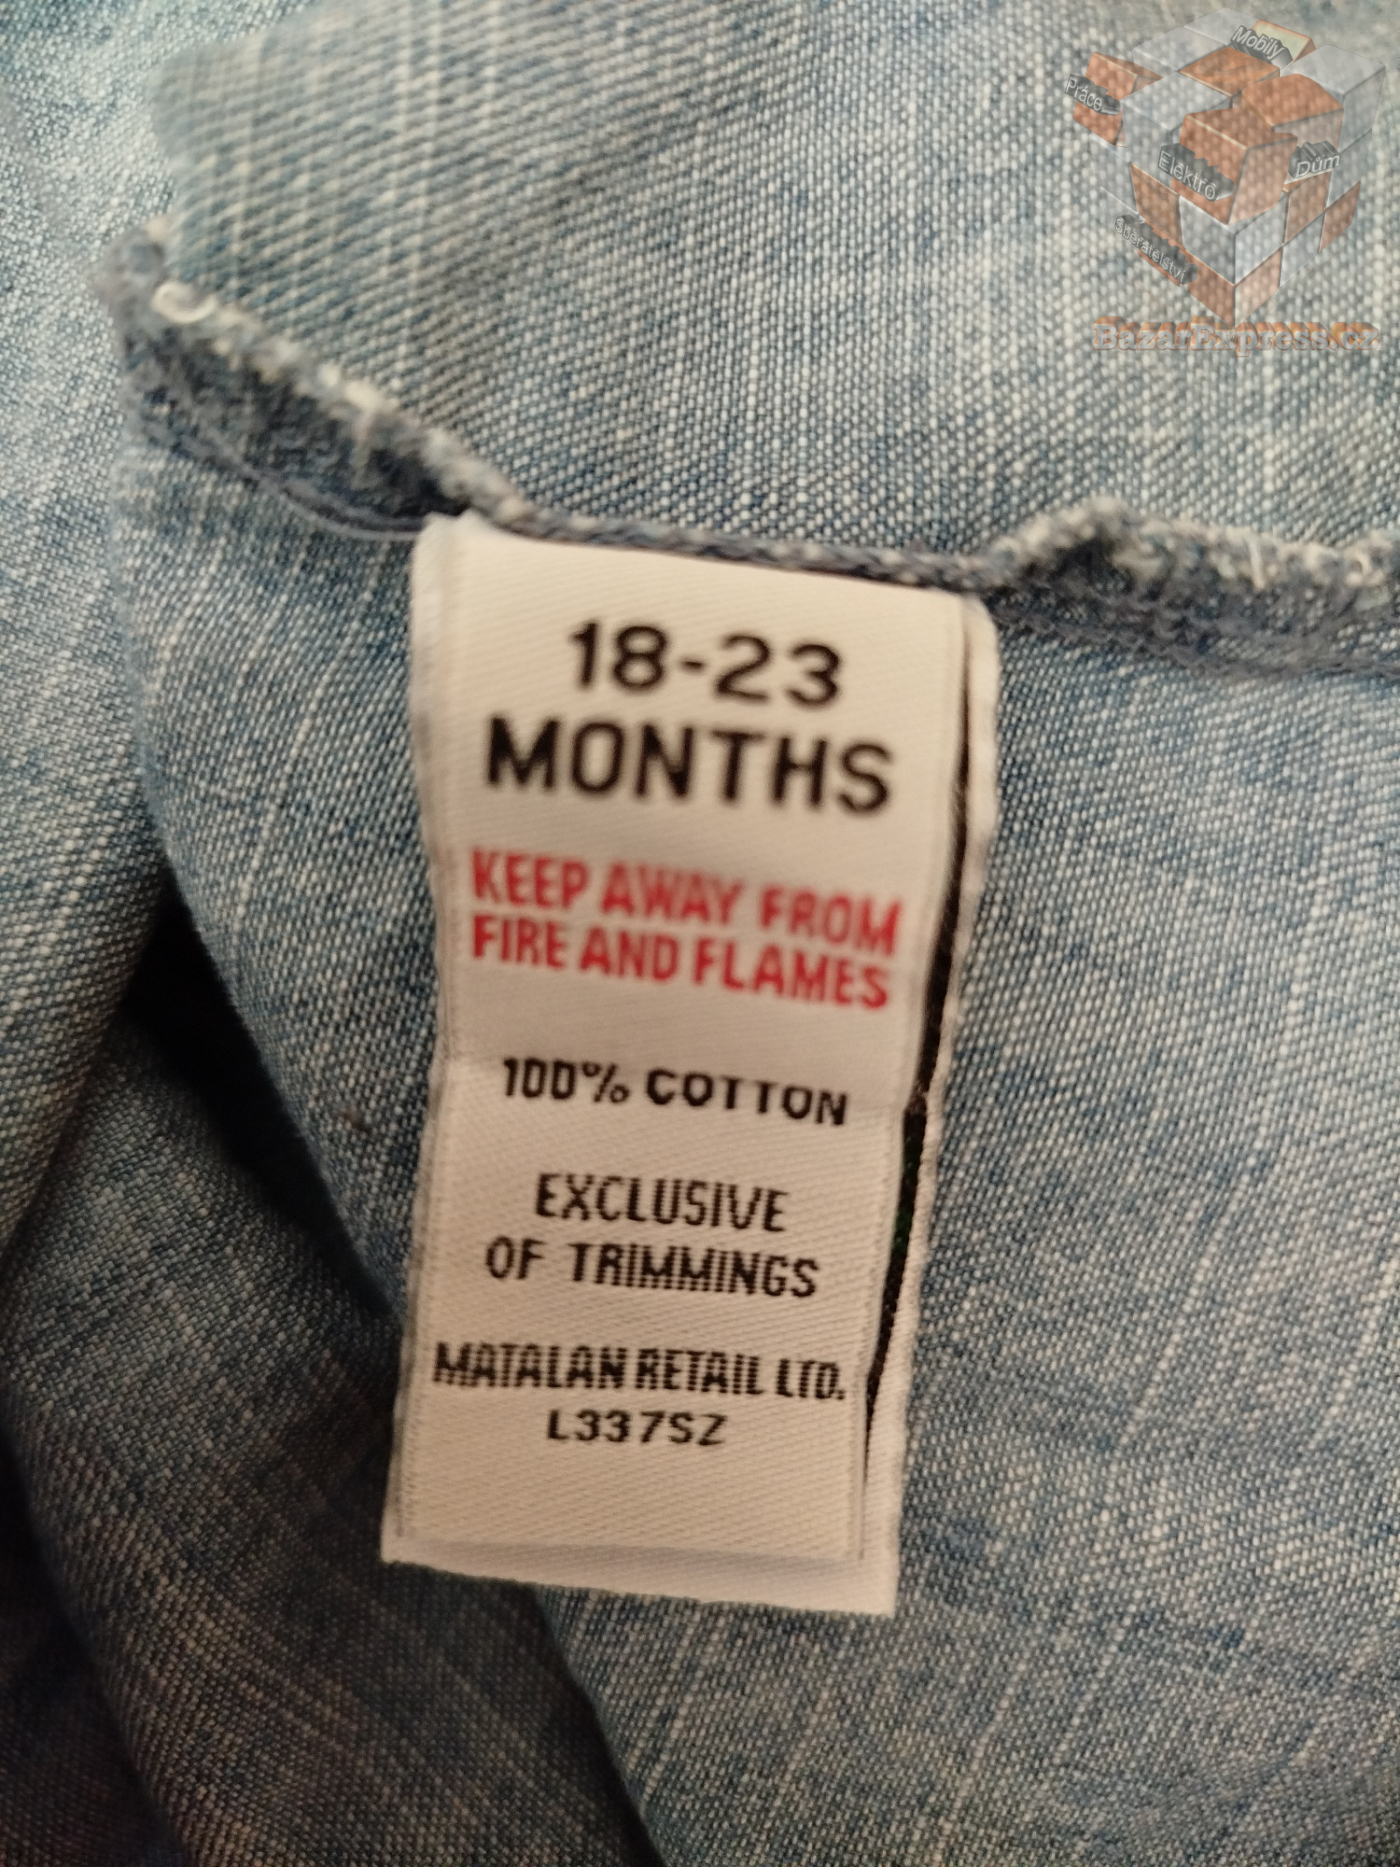 Mobily
Práce
Elektro
Dům
Sběratelství
BazarExpress.cz
18-23
MONTHS
KEEP AWAY FROM
FIRE AND FLAMES
100% COTTON
EXCLUSIVE
OF TRIMMINGS
MATALAN RETAIL LTD.
L337SZ